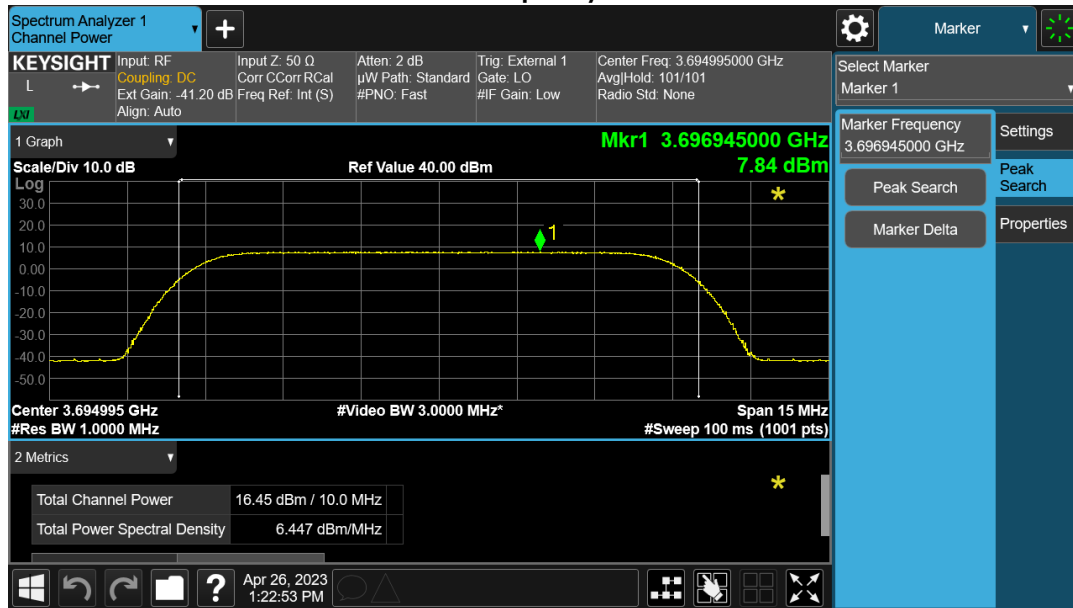 Spectrum Analyzer 1
Channel Power
Marker
KEYSIGHT
L
LXI
Input: RF
Coupling: DC
Ext Gain: -41.20 dB
Align: Auto
Input Z: 50 Ω
Corr CCorr RCal
Freq Ref: Int (S)
Atten: 2 dB
µW Path: Standard
#PNO: Fast
Trig: External 1
Gate: LO
#IF Gain: Low
Center Freq: 3.694995000 GHz
Avg|Hold: 101/101
Radio Std: None
Select Marker
Marker 1
Marker Frequency
3.696945000 GHz
Settings
Peak Search
Peak
Search
Marker Delta
Properties
1 Graph
Mkr1 3.696945000 GHz
Scale/Div 10.0 dB
Ref Value 40.00 dBm
7.84 dBm
Log
30.0
20.0
10.0
0.00
-10.0
-20.0
-30.0
-40.0
-50.0
1
Center 3.694995 GHz
#Video BW 3.0000 MHz*
Span 15 MHz
#Res BW 1.0000 MHz
#Sweep 100 ms (1001 pts)
2 Metrics
Total Channel Power 16.45 dBm / 10.0 MHz
Total Power Spectral Density 6.447 dBm/MHz
?
Apr 26, 2023
1:22:53 PM